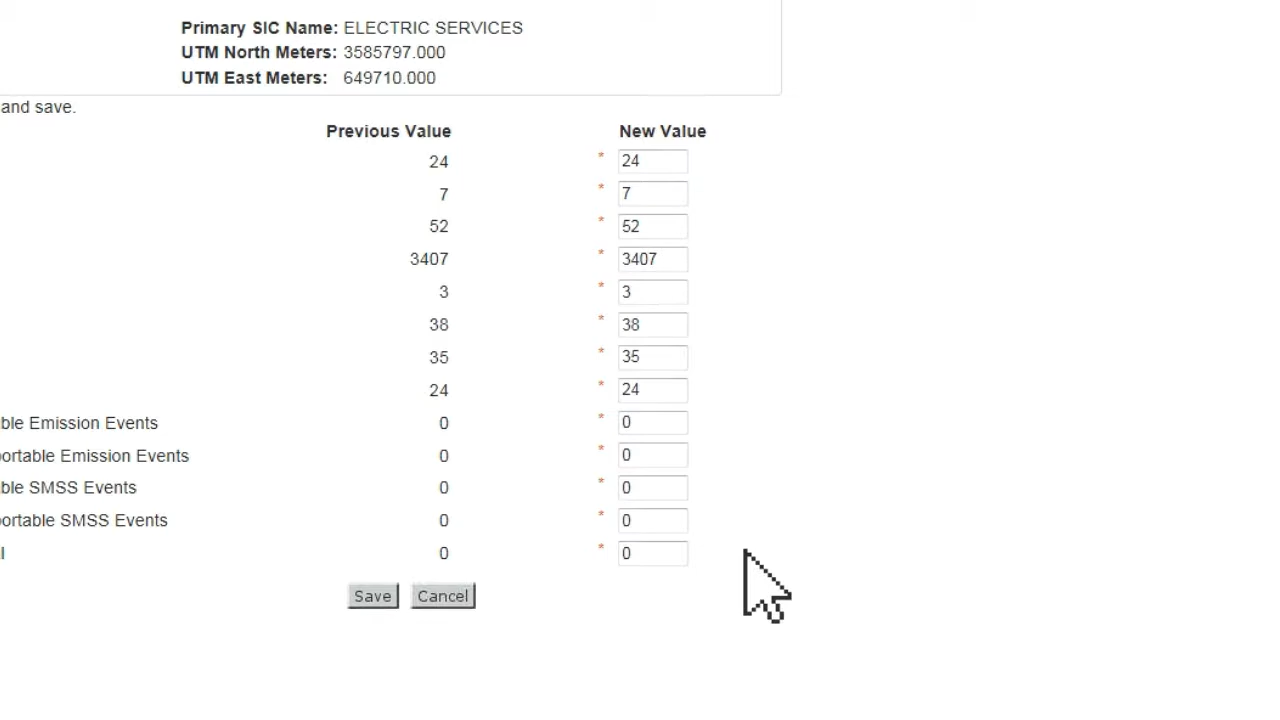 Primary SIC Name: ELECTRIC SERVICES
UTM North Meters: 3585797.000
UTM East Meters: 649710.000
and save.
Previous Value New Value
24 * 24
7 * 7
52 * 52
3407 * 3407
3 * 3
38 * 38
35 * 35
24 * 24
ble Emission Events 0 * 0
ortable Emission Events 0 * 0
ble SMSS Events 0 * 0
ortable SMSS Events 0 * 0
l 0 * 0
Save Cancel